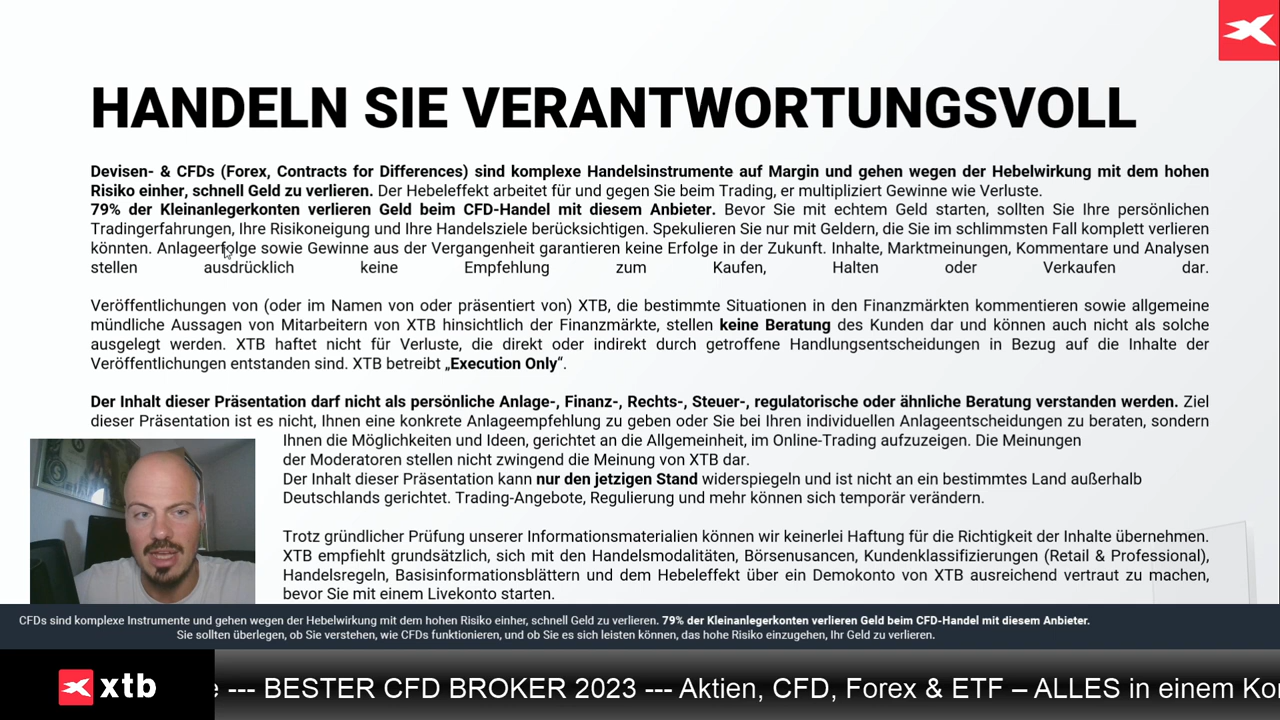 HANDELN SIE VERANTWORTUNGSVOLL
Devisen- & CFDs (Forex, Contracts for Differences) sind komplexe Handelsinstrumente auf Margin und gehen wegen der Hebelwirkung mit dem hohen
Risiko einher, schnell Geld zu verlieren. Der Hebeleffekt arbeitet für und gegen Sie beim Trading, er multipliziert Gewinne wie Verluste.
79% der Kleinanlegerkonten verlieren Geld beim CFD-Handel mit diesem Anbieter. Bevor Sie mit echtem Geld starten, sollten Sie Ihre persönlichen
Tradingerfahrungen, Ihre Risikoneigung und Ihre Handelsziele berücksichtigen. Spekulieren Sie nur mit Geldern, die Sie im schlimmsten Fall komplett verlieren
könnten. Anlageerfolge sowie Gewinne aus der Vergangenheit garantieren keine Erfolge in der Zukunft. Inhalte, Marktmeinungen, Kommentare und Analysen
stellen ausdrücklich keine Empfehlung zum Kaufen, Halten oder Verkaufen dar.
Veröffentlichungen von (oder im Namen von oder präsentiert von) XTB, die bestimmte Situationen in den Finanzmärkten kommentieren sowie allgemeine
mündliche Aussagen von Mitarbeitern von XTB hinsichtlich der Finanzmärkte, stellen keine Beratung des Kunden dar und können auch nicht als solche
ausgelegt werden. XTB haftet nicht für Verluste, die direkt oder indirekt durch getroffene Handlungsentscheidungen in Bezug auf die Inhalte der
Veröffentlichungen entstanden sind. XTB betreibt „Execution Only“.
Der Inhalt dieser Präsentation darf nicht als persönliche Anlage-, Finanz-, Rechts-, Steuer-, regulatorische oder ähnliche Beratung verstanden werden. Ziel
dieser Präsentation ist es nicht, Ihnen eine konkrete Anlageempfehlung zu geben oder Sie bei Ihren individuellen Anlageentscheidungen zu beraten, sondern
Ihnen die Möglichkeiten und Ideen, gerichtet an die Allgemeinheit, im Online-Trading aufzuzeigen. Die Meinungen
der Moderatoren stellen nicht zwingend die Meinung von XTB dar.
Der Inhalt dieser Präsentation kann nur den jetzigen Stand widerspiegeln und ist nicht an ein bestimmtes Land außerhalb
Deutschlands gerichtet. Trading-Angebote, Regulierung und mehr können sich temporär verändern.
Trotz gründlicher Prüfung unserer Informationsmaterialien können wir keinerlei Haftung für die Richtigkeit der Inhalte übernehmen.
XTB empfiehlt grundsätzlich, sich mit den Handelsmodalitäten, Börsenusancen, Kundenklassifizierungen (Retail & Professional),
Handelsregeln, Basisinformationsblättern und dem Hebeleffekt über ein Demokonto von XTB ausreichend vertraut zu machen,
bevor Sie mit einem Livekonto starten.
CFDs sind komplexe Instrumente und gehen wegen der Hebelwirkung mit dem hohen Risiko einher, schnell Geld zu verlieren. 79% der Kleinanlegerkonten verlieren Geld beim CFD-Handel mit diesem Anbieter.
Sie sollten überlegen, ob Sie verstehen, wie CFDs funktionieren, und ob Sie es sich leisten können, das hohe Risiko einzugehen, Ihr Geld zu verlieren.
xtb e --- BESTER CFD BROKER 2023 --- Aktien, CFD, Forex & ETF – ALLES in einem Ko